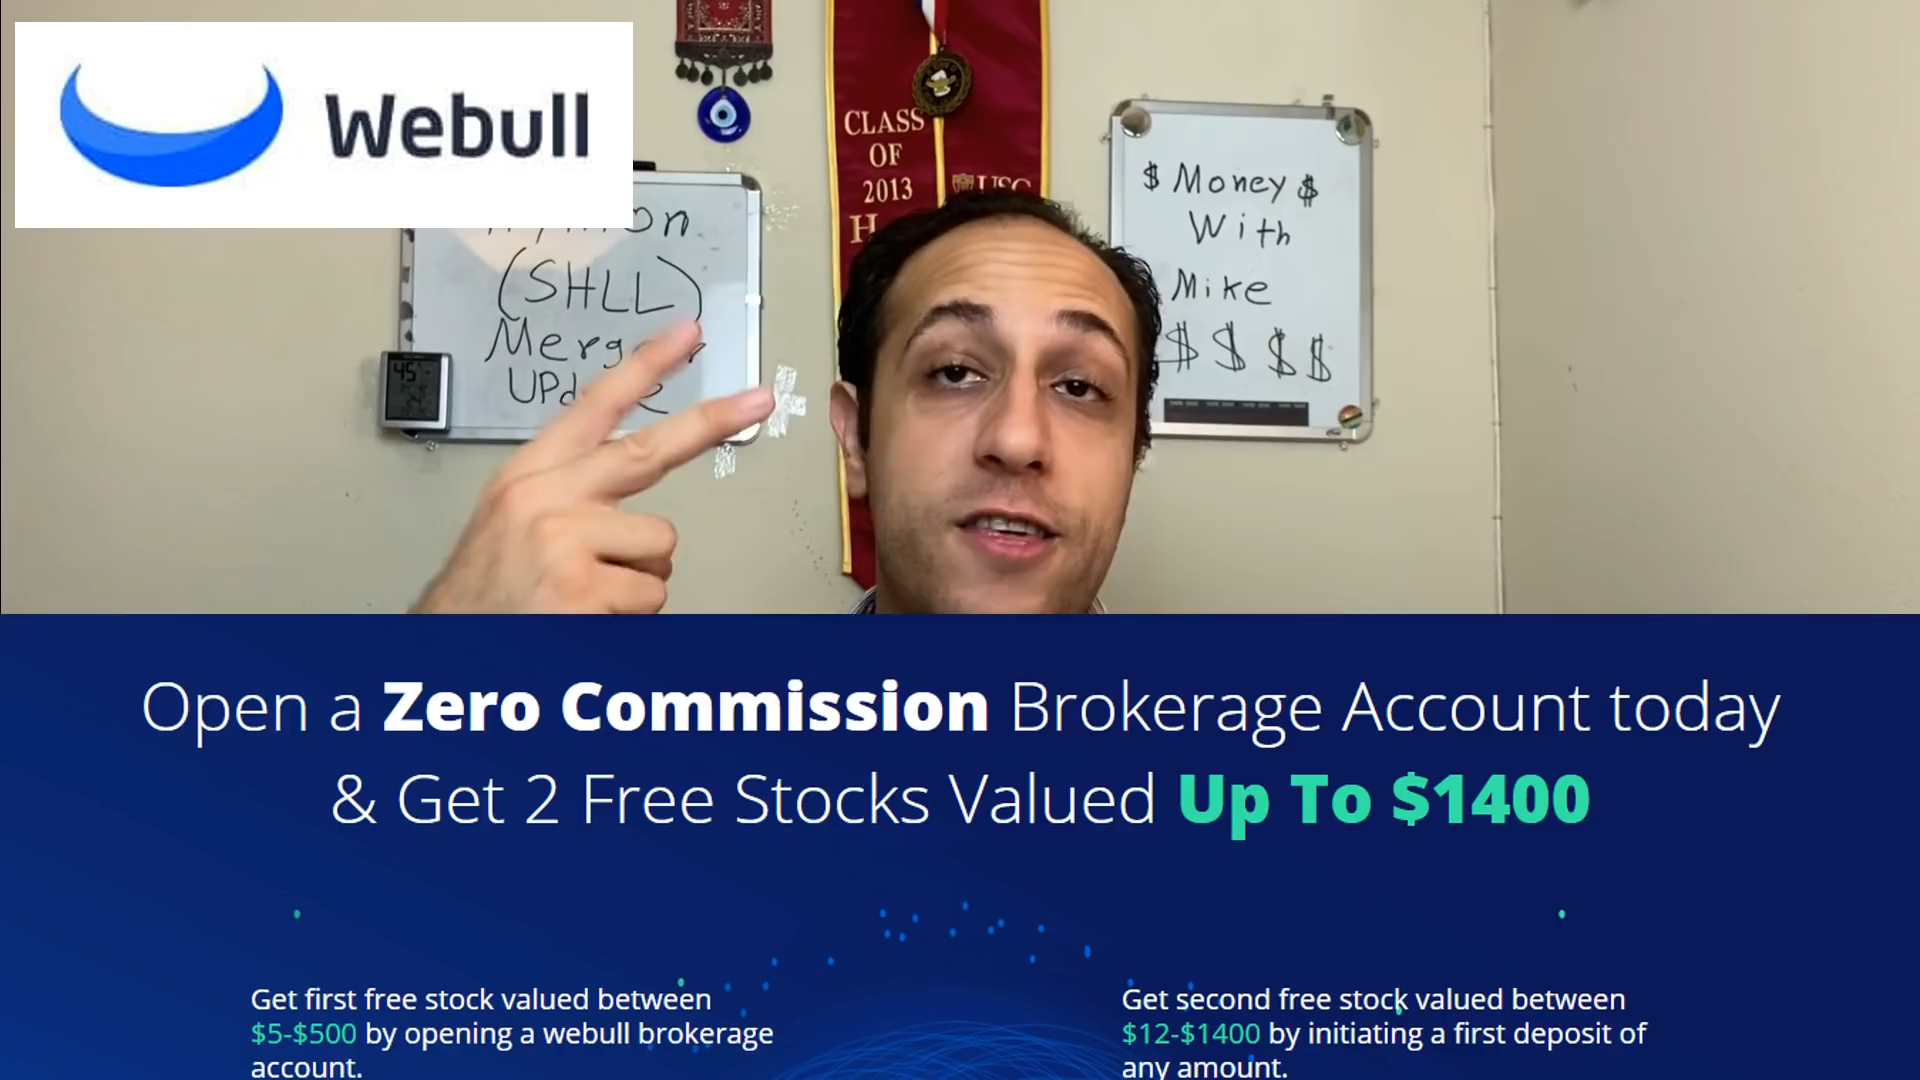 Webull
(SHLL)
CLASS
OF
2013
USC
$ Money $
With
Mike
$ $ $ $
45
Open a Zero Commission Brokerage Account today
& Get 2 Free Stocks Valued Up To $1400
Get first free stock valued between
$5-$500 by opening a webull brokerage
account.
Get second free stock valued between
$12-$1400 by initiating a first deposit of
any amount.